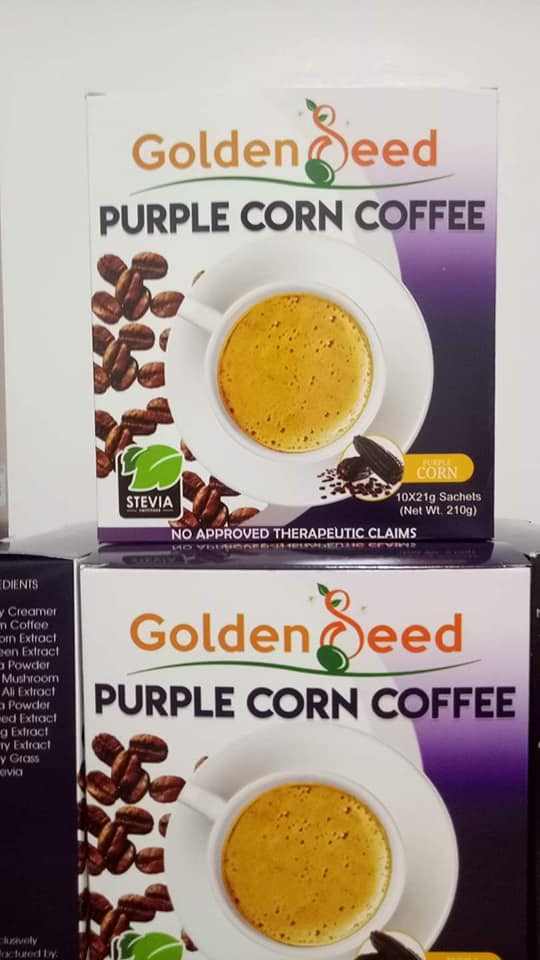 Golden Seed
PURPLE CORN COFFEE
STEVIA
PURPLE
CORN
10X21g Sachets
(Net Wt. 210g)
NO APPROVED THERAPEUTIC CLAIMS
Golden Seed
PURPLE CORN COFFEE
EDIENTS
y Creamer
n Coffee
orn Extract
een Extract
a Powder
Mushroom
Ali Extract
a Powder
ed Extract
g Extract
ry Extract
y Grass
evia
clusively
actured by: